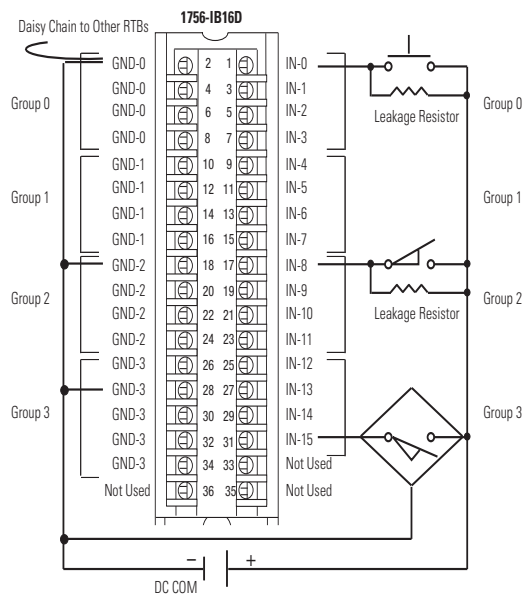 1756-IB16D
Daisy Chain to Other RTBs
GND-0 2 1 IN-0
GND-0 4 3 IN-1
Group 0 Group 0
GND-0 6 5 IN-2
Leakage Resistor
GND-0 8 7 IN-3
GND-1 10 9 IN-4
GND-1 12 11 IN-5
Group 1 Group 1
GND-1 14 13 IN-6
GND-1 16 15 IN-7
GND-2 18 17 IN-8
GND-2 20 19 IN-9
Group 2 Group 2
GND-2 22 21 IN-10
Leakage Resistor
GND-2 24 23 IN-11
GND-3 26 25 IN-12
GND-3 28 27 IN-13
Group 3 Group 3
GND-3 30 29 IN-14
GND-3 32 31 IN-15
GND-3 34 33 Not Used
Not Used 36 35 Not Used
– +
DC COM